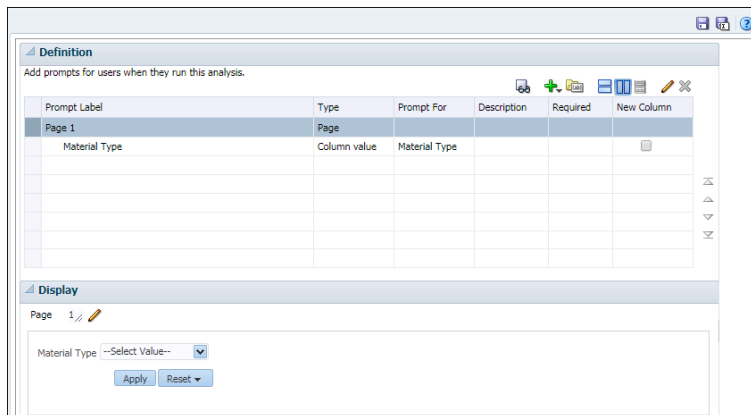 Definition
Add prompts for users when they run this analysis.
Prompt Label Type Prompt For Description Required New Column
Page 1 Page
Material Type Column value Material Type
Display
Page 1
Material Type --Select Value--
Apply Reset